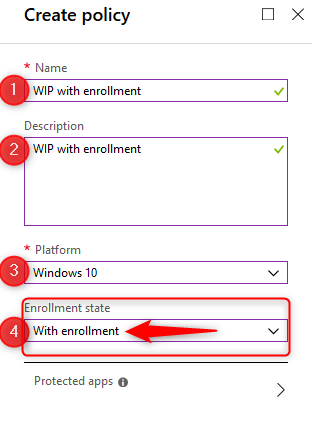 Create policy
* Name
1 WIP with enrollment
Description
2 WIP with enrollment
* Platform
3 Windows 10
Enrollment state
4 With enrollment
Protected apps